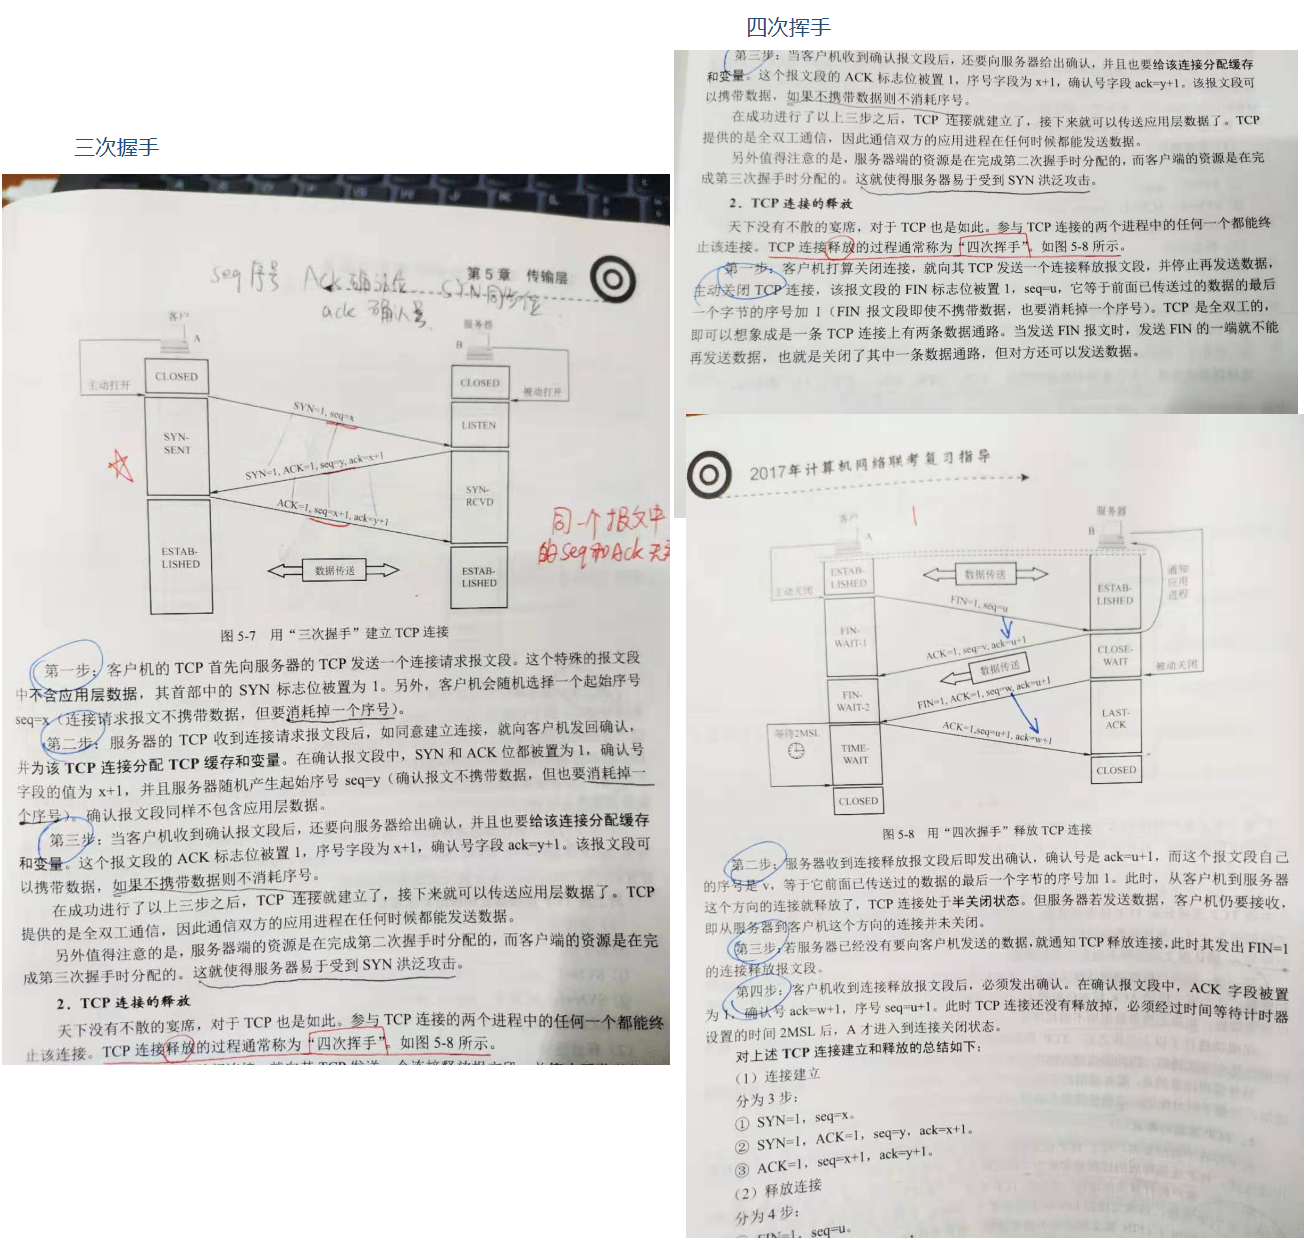 三次握手
seq序号 Ack确认位 SYN同步位
ack 确认号
第 5 章 传输层
客户
服务器
A
B
CLOSED
CLOSED
主动打开
被动打开
SYN=1, seq=x
LISTEN
SYN-
SENT
SYN=1, ACK=1, seq=y, ack=x+1
SYN-
RCVD
ACK=1, seq=x+1, ack=y+1
同一个报文中
的Seq和Ack无
ESTAB-
LISHED
数据传送
ESTAB-
LISHED
图 5-7 用“三次握手”建立 TCP 连接
第一步：客户机的 TCP 首先向服务器的 TCP 发送一个连接请求报文段。这个特殊的报文段
中不含应用层数据，其首部中的 SYN 标志位被置为 1。另外，客户机会随机选择一个起始序号
seq=x（连接请求报文不携带数据，但要消耗掉一个序号）。
第二步：服务器的 TCP 收到连接请求报文段后，如同意建立连接，就向客户机发回确认，
并为该 TCP 连接分配 TCP 缓存和变量。在确认报文段中，SYN 和 ACK 位都被置为 1，确认号
字段的值为 x+1，并且服务器随机产生起始序号 seq=y（确认报文不携带数据，但也要消耗掉一
个序号）。确认报文段同样不包含应用层数据。
第三步：当客户机收到确认报文段后，还要向服务器给出确认，并且也要给该连接分配缓存
和变量。这个报文段的 ACK 标志位被置 1，序号字段为 x+1，确认号字段 ack=y+1。该报文段可
以携带数据，如果不携带数据则不消耗序号。
在成功进行了以上三步之后，TCP 连接就建立了，接下来就可以传送应用层数据了。TCP
提供的是全双工通信，因此通信双方的应用进程在任何时候都能发送数据。
另外值得注意的是，服务器端的资源是在完成第二次握手时分配的，而客户端的资源是在完
成第三次握手时分配的。这就使得服务器易于受到 SYN 洪泛攻击。
2．TCP 连接的释放
天下没有不散的宴席，对于 TCP 也是如此。参与 TCP 连接的两个进程中的任何一个都能终
止该连接。TCP 连接释放的过程通常称为“四次挥手”。如图 5-8 所示。
四次挥手
第三步：当客户机收到确认报文段后，还要向服务器给出确认，并且也要给该连接分配缓存
和变量。这个报文段的 ACK 标志位被置 1，序号字段为 x+1，确认号字段 ack=y+1。该报文段可
以携带数据，如果不携带数据则不消耗序号。
在成功进行了以上三步之后，TCP 连接就建立了，接下来就可以传送应用层数据了。TCP
提供的是全双工通信，因此通信双方的应用进程在任何时候都能发送数据。
另外值得注意的是，服务器端的资源是在完成第二次握手时分配的，而客户端的资源是在完
成第三次握手时分配的。这就使得服务器易于受到 SYN 洪泛攻击。
2．TCP 连接的释放
天下没有不散的宴席，对于 TCP 也是如此。参与 TCP 连接的两个进程中的任何一个都能终
止该连接。TCP 连接释放的过程通常称为“四次挥手”，如图 5-8 所示。
第一步：客户机打算关闭连接，就向其 TCP 发送一个连接释放报文段，并停止再发送数据，
主动关闭 TCP 连接，该报文段的 FIN 标志位被置 1，seq=u，它等于前面已传送过的数据的最后
一个字节的序号加 1（FIN 报文段即使不携带数据，也要消耗掉一个序号）。TCP 是全双工的，
即可以想象成是一条 TCP 连接上有两条数据通路。当发送 FIN 报文时，发送 FIN 的一端就不能
再发送数据，也就是关闭了其中一条数据通路，但对方还可以发送数据。
2017年计算机网络联考复习指导
客户
服务器
A
B
ESTAB-
LISHED
数据传送
ESTAB-
LISHED
通知
应用
进程
主动关闭
FIN=1, seq=u
FIN-
WAIT-1
ACK=1, seq=v, ack=u+1
CLOSE-
WAIT
数据传送
被动关闭
FIN-
WAIT-2
FIN=1, ACK=1, seq=w, ack=u+1
LAST-
ACK
等待2MSL
ACK=1,seq=u+1, ack=w+1
TIME-
WAIT
CLOSED
CLOSED
图 5-8 用“四次挥手”释放 TCP 连接
第二步：服务器收到连接释放报文段后即发出确认，确认号是 ack=u+1，而这个报文段自己
的序号是 v，等于它前面已传送过的数据的最后一个字节的序号加 1。此时，从客户机到服务器
这个方向的连接就释放了，TCP 连接处于半关闭状态。但服务器若发送数据，客户机仍要接收，
即从服务器到客户机这个方向的连接并未关闭。
第三步：若服务器已经没有要向客户机发送的数据，就通知 TCP 释放连接，此时其发出 FIN=1
的连接释放报文段。
第四步：客户机收到连接释放报文段后，必须发出确认。在确认报文段中，ACK 字段被置
为 1，确认号 ack=w+1，序号 seq=u+1。此时 TCP 连接还没有释放掉，必须经过时间等待计时器
设置的时间 2MSL 后，A 才进入到连接关闭状态。
对上述 TCP 连接建立和释放的总结如下：
（1）连接建立
分为 3 步：
① SYN=1，seq=x。
② SYN=1，ACK=1，seq=y，ack=x+1。
③ ACK=1，seq=x+1，ack=y+1。
（2）释放连接
分为 4 步：
FIN=1，seq=u。